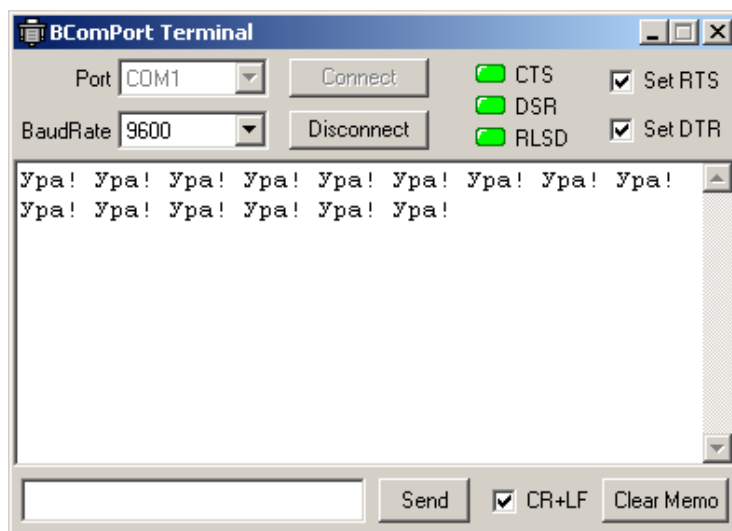 BComPort Terminal
Port COM1 Connect CTS Set RTS
DSR
BaudRate 9600 Disconnect RLSD Set DTR
Ура! Ура! Ура! Ура! Ура! Ура! Ура! Ура! Ура!
Ура! Ура! Ура! Ура! Ура! Ура!
Send CR+LF Clear Memo